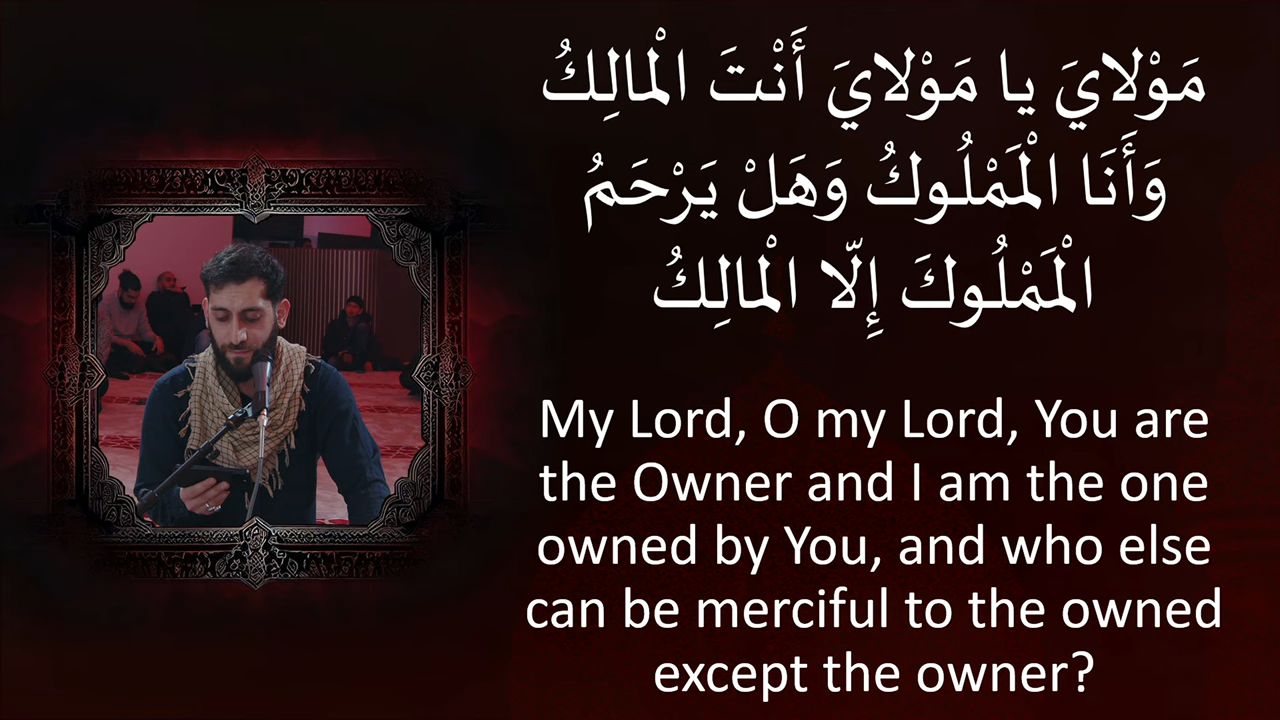 مَوْلايَ يا مَوْلايَ أَنْتَ الْمالِكُ
وَأَنَا الْمَمْلُوكُ وَهَلْ يَرْحَمُ
الْمَمْلُوكَ إِلّا الْمالِكُ
My Lord, O my Lord, You are
the Owner and I am the one
owned by You, and who else
can be merciful to the owned
except the owner?